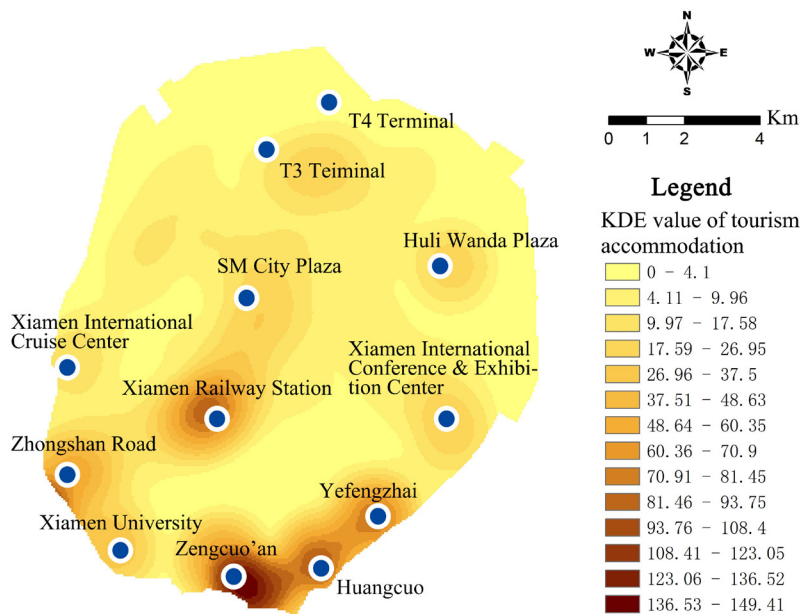 N
W E
S
Km
0 1 2 4
T4 Terminal
T3 Teiminal
Huli Wanda Plaza
SM City Plaza
Xiamen International
Cruise Center
Xiamen International
Conference & Exhibi-
tion Center
Xiamen Railway Station
Zhongshan Road
Yefengzhai
Xiamen University
Zengcuo'an
Huangcuo
Legend
KDE value of tourism
accommodation
0 - 4.1
4.11 - 9.96
9.97 - 17.58
17.59 - 26.95
26.96 - 37.5
37.51 - 48.63
48.64 - 60.35
60.36 - 70.9
70.91 - 81.45
81.46 - 93.75
93.76 - 108.4
108.41 - 123.05
123.06 - 136.52
136.53 - 149.41